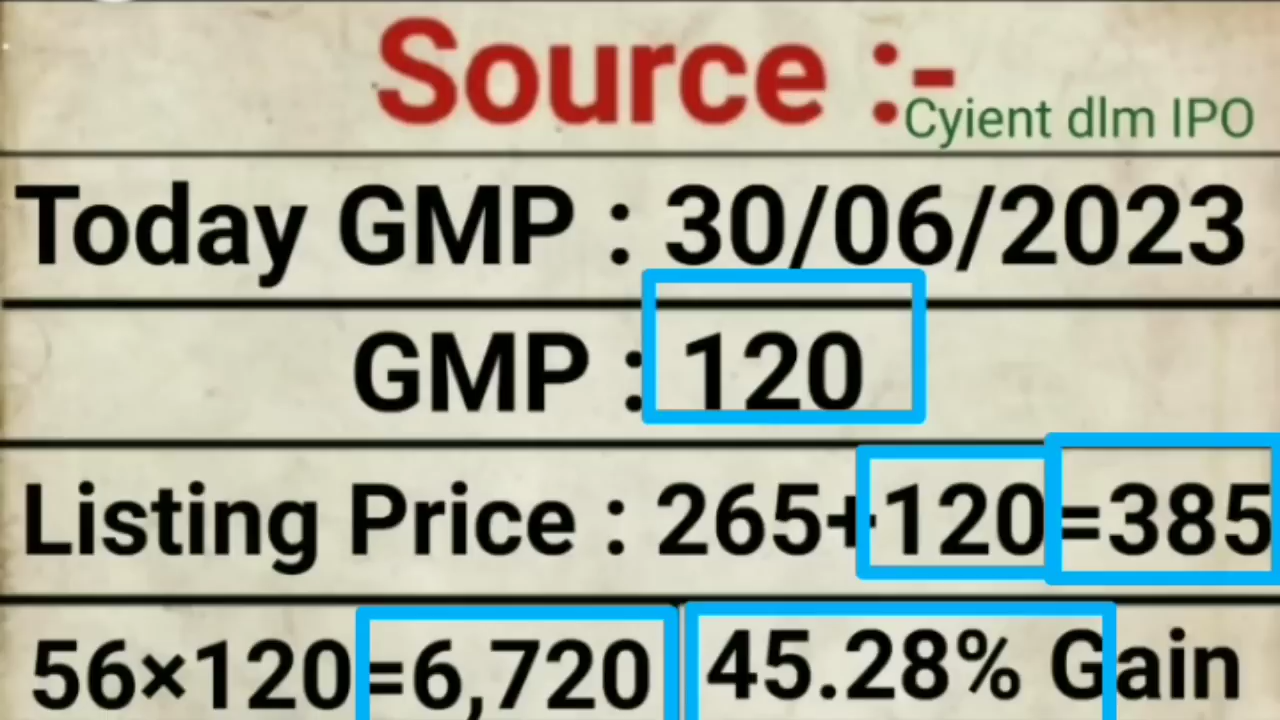 Source :-
Cyient dlm IPO
Today GMP : 30/06/2023
GMP : 120
Listing Price : 265+120=385
56×120=6,720 45.28% Gain